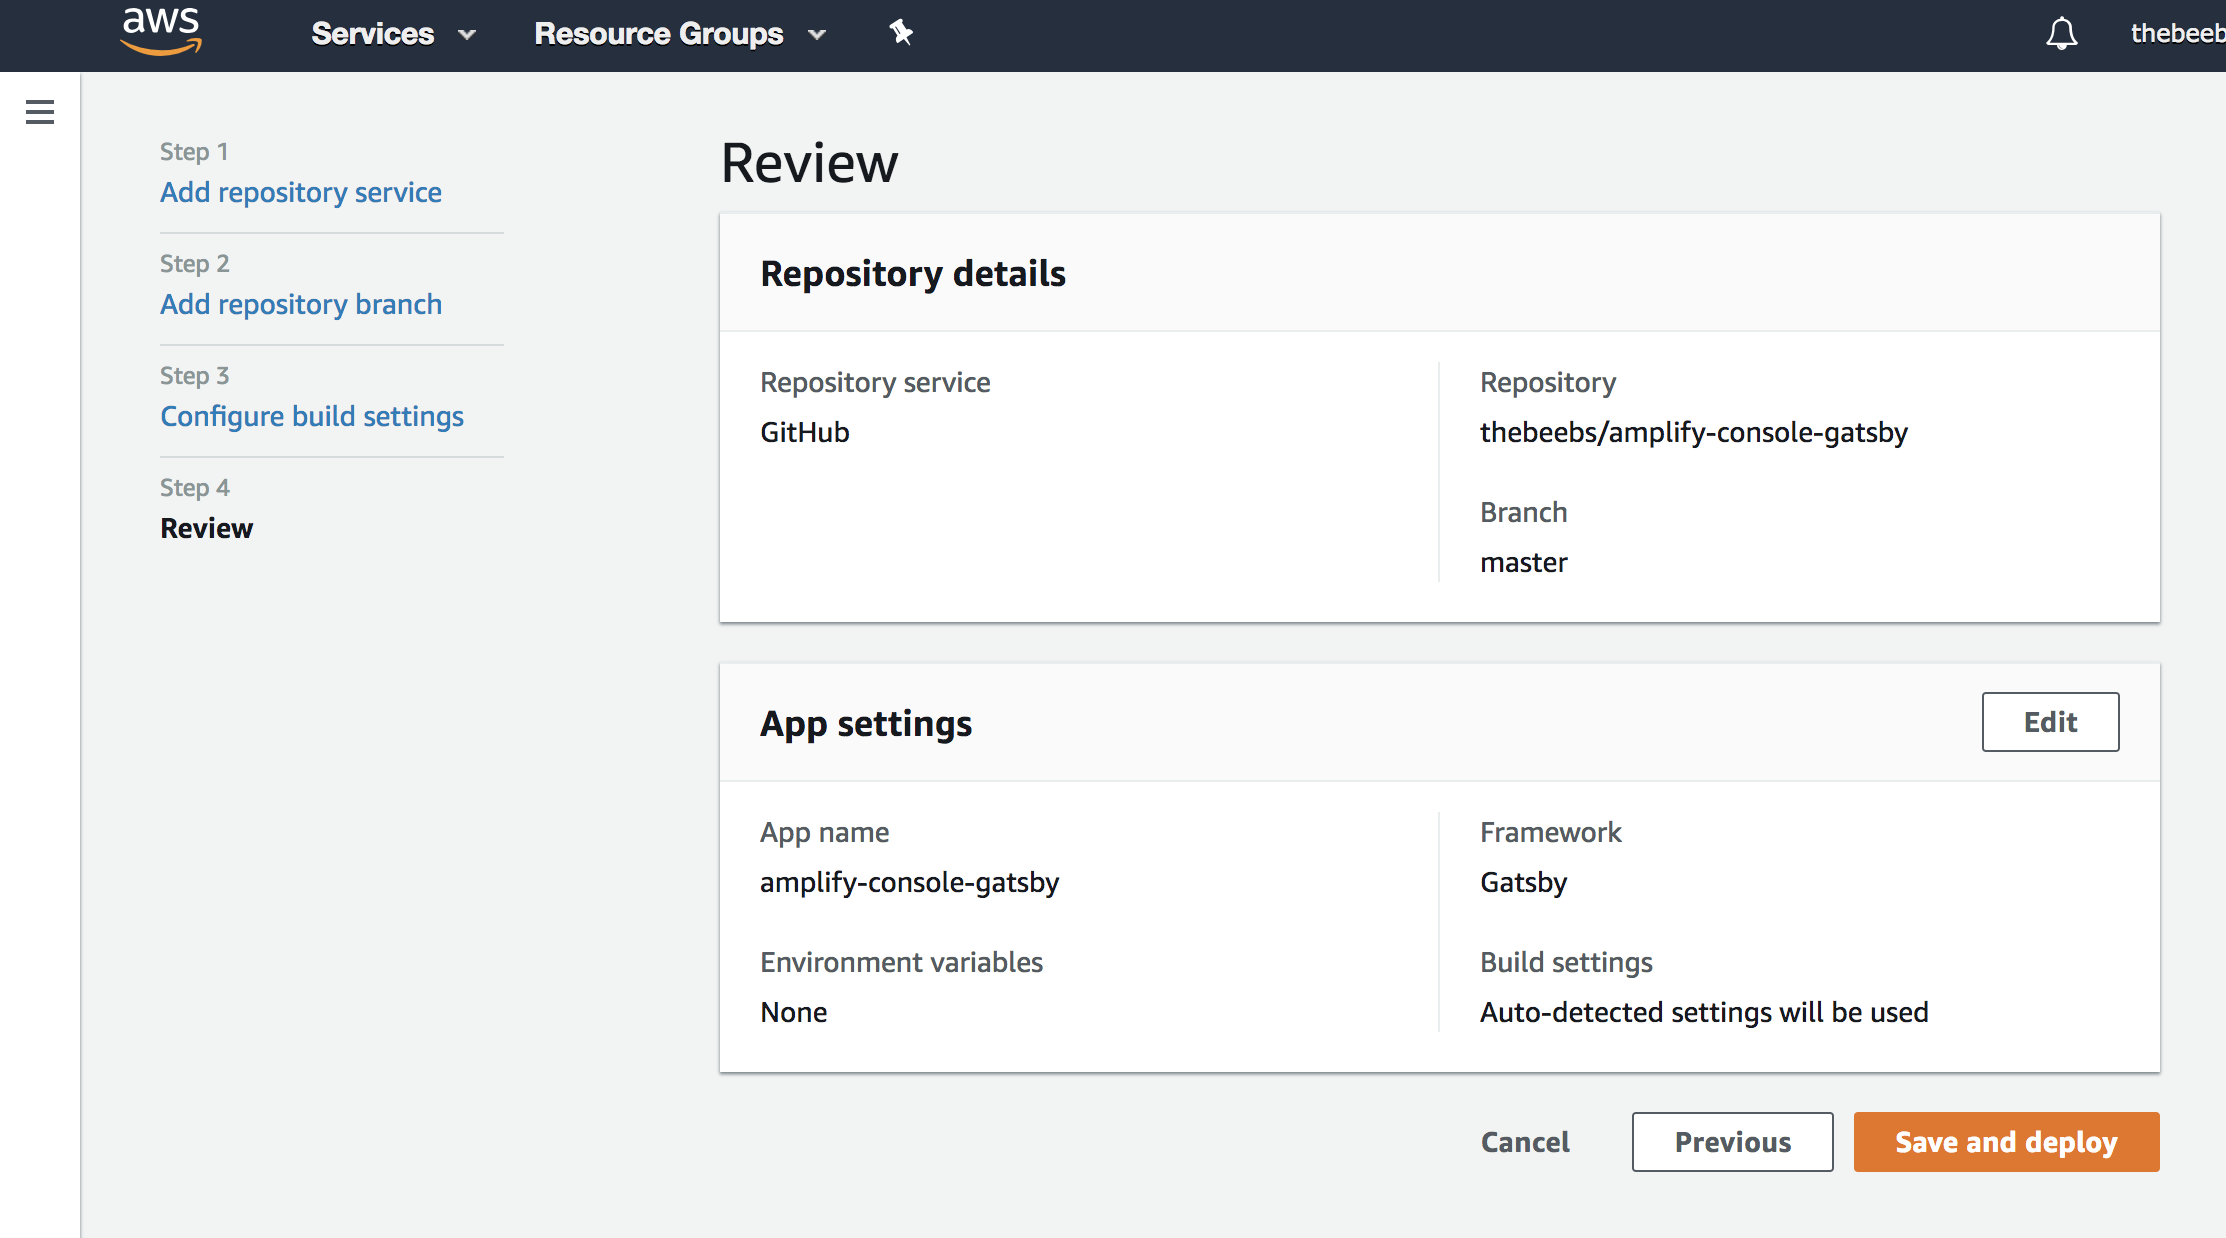 aws Services Resource Groups thebeeb
Step 1
Add repository service
Step 2
Add repository branch
Step 3
Configure build settings
Step 4
Review
Review
Repository details
Repository service
GitHub
Repository
thebeebs/amplify-console-gatsby
Branch
master
App settings
Edit
App name
amplify-console-gatsby
Environment variables
None
Framework
Gatsby
Build settings
Auto-detected settings will be used
Cancel Previous Save and deploy